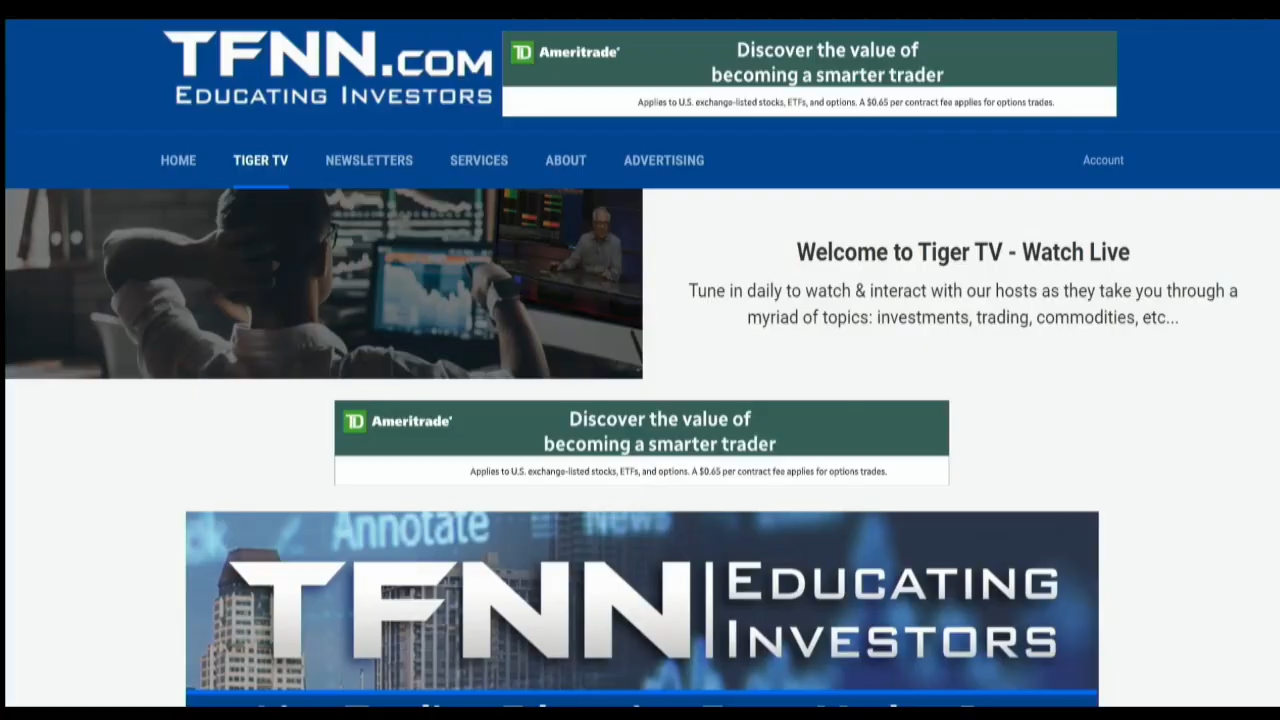 TFNN.COM
EDUCATING INVESTORS
TD Ameritrade
Discover the value of
becoming a smarter trader
Applies to U.S. exchange-listed stocks, ETFs, and options. A $0.65 per contract fee applies for options trades.
HOME TIGER TV NEWSLETTERS SERVICES ABOUT ADVERTISING Account
Welcome to Tiger TV - Watch Live
Tune in daily to watch & interact with our hosts as they take you through a
myriad of topics: investments, trading, commodities, etc...
TD Ameritrade
Discover the value of
becoming a smarter trader
Applies to U.S. exchange-listed stocks, ETFs, and options. A $0.65 per contract fee applies for options trades.
Annotate News
TFNN EDUCATING
INVESTORS